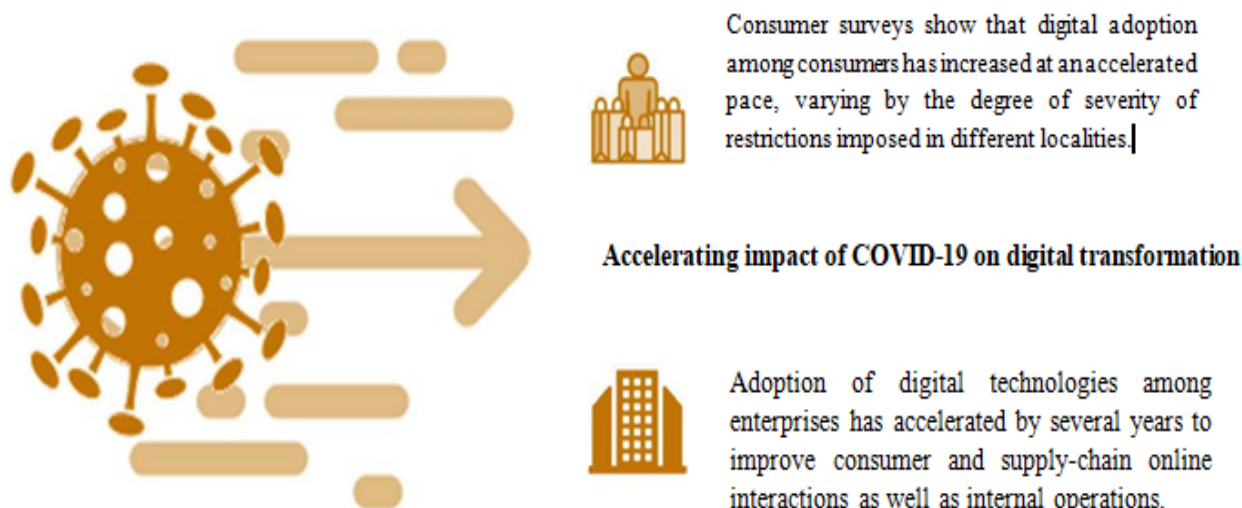 Consumer surveys show that digital adoption
among consumers has increased at an accelerated
pace, varying by the degree of severity of
restrictions imposed in different localities.
Accelerating impact of COVID-19 on digital transformation
Adoption of digital technologies among
enterprises has accelerated by several years to
improve consumer and supply-chain online
interactions as well as internal operations.